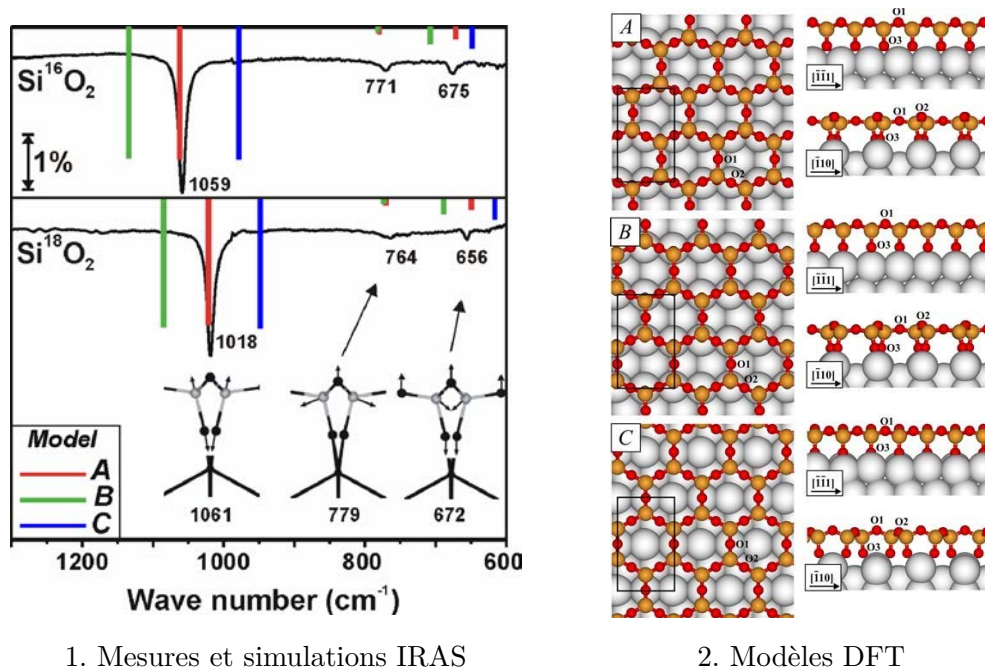 Si¹⁶O₂
1%
1059
771
675
Si¹⁸O₂
1018
764
656
Model
A
B
C
1061
779
672
1200
1000
800
600
Wave number (cm⁻¹)
1. Mesures et simulations IRAS
A
O1
O2
O1
O3
[1̅1̅1]
O1
O2
O3
[1̅10]
B
O1
O2
O1
O3
[1̅1̅1]
O1
O2
O3
[1̅10]
C
O1
O2
O1
O3
[1̅1̅1]
O1
O2
O3
[1̅10]
2. Modèles DFT